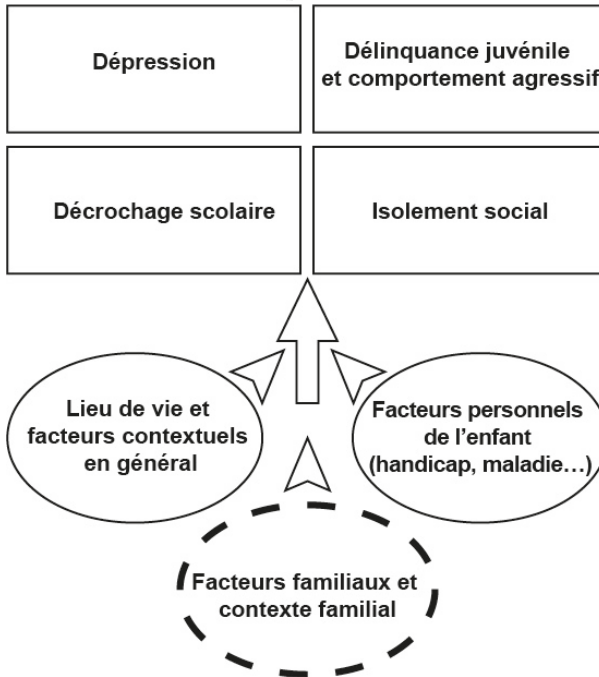 Dépression
Délinquance juvénile
et comportement agressif
Décrochage scolaire
Isolement social
Lieu de vie et
facteurs contextuels
en général
Facteurs personnels
de l’enfant
(handicap, maladie…)
Facteurs familiaux et
contexte familial